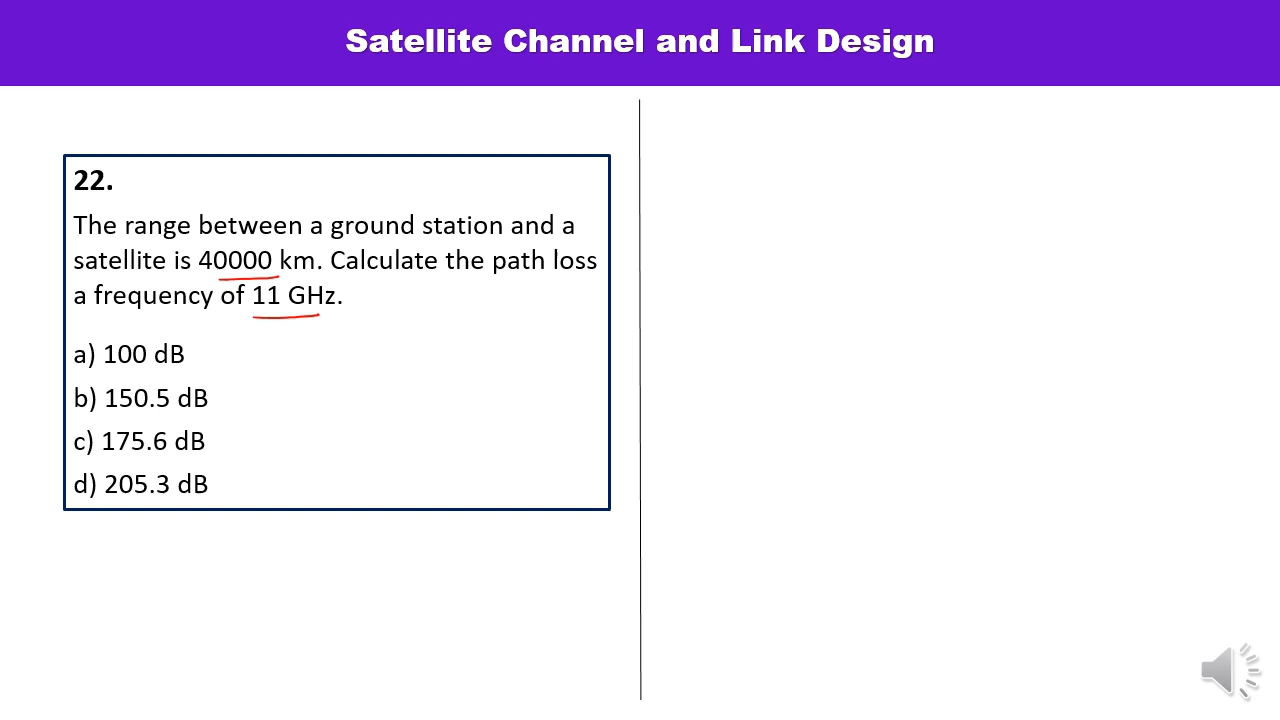 Satellite Channel and Link Design
22.
The range between a ground station and a
satellite is 40000 km. Calculate the path loss
a frequency of 11 GHz.
a) 100 dB
b) 150.5 dB
c) 175.6 dB
d) 205.3 dB